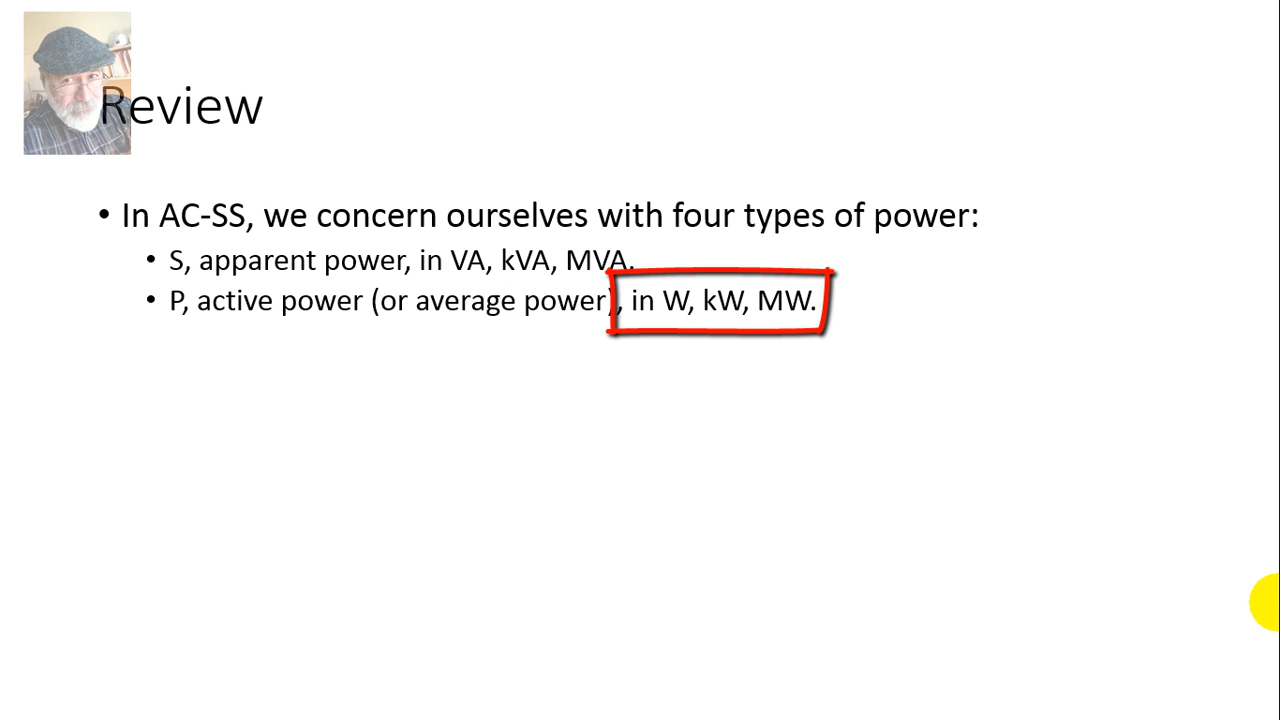 Review
• In AC-SS, we concern ourselves with four types of power:
• S, apparent power, in VA, kVA, MVA.
• P, active power (or average power), in W, kW, MW.